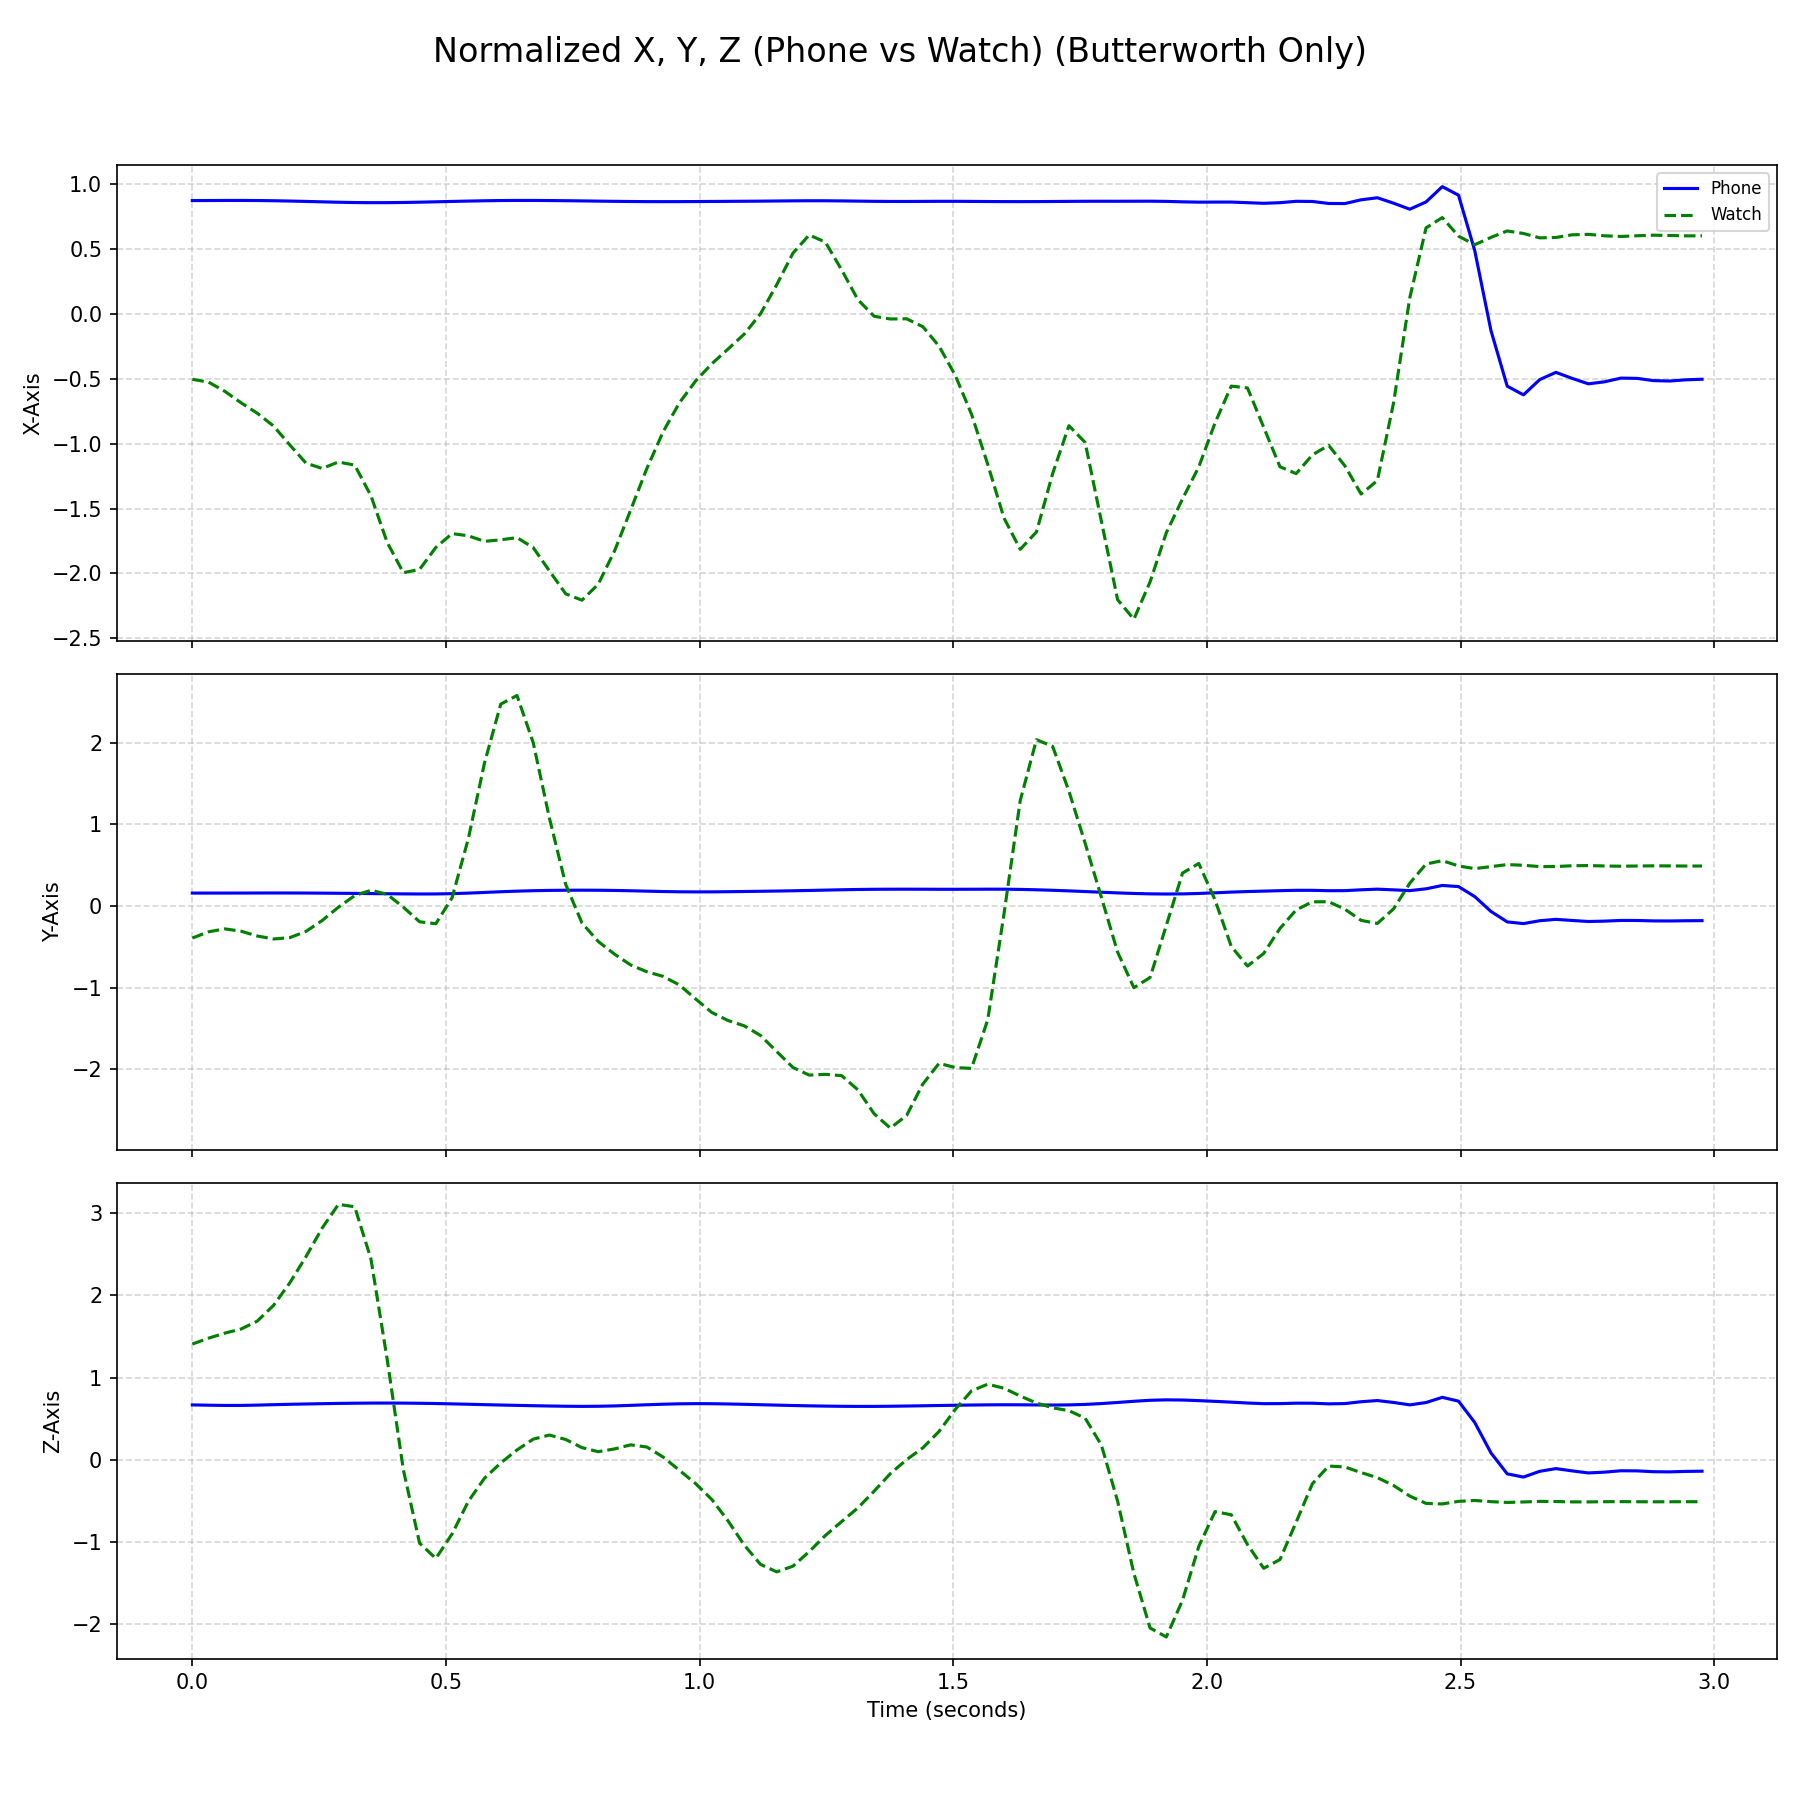 Normalized X, Y, Z (Phone vs Watch) (Butterworth Only)
Phone
Watch
X-Axis
1.0
0.5
0.0
−0.5
−1.0
−1.5
−2.0
−2.5
Y-Axis
2
1
0
−1
−2
Z-Axis
3
2
1
0
−1
−2
0.0 0.5 1.0 1.5 2.0 2.5 3.0
Time (seconds)